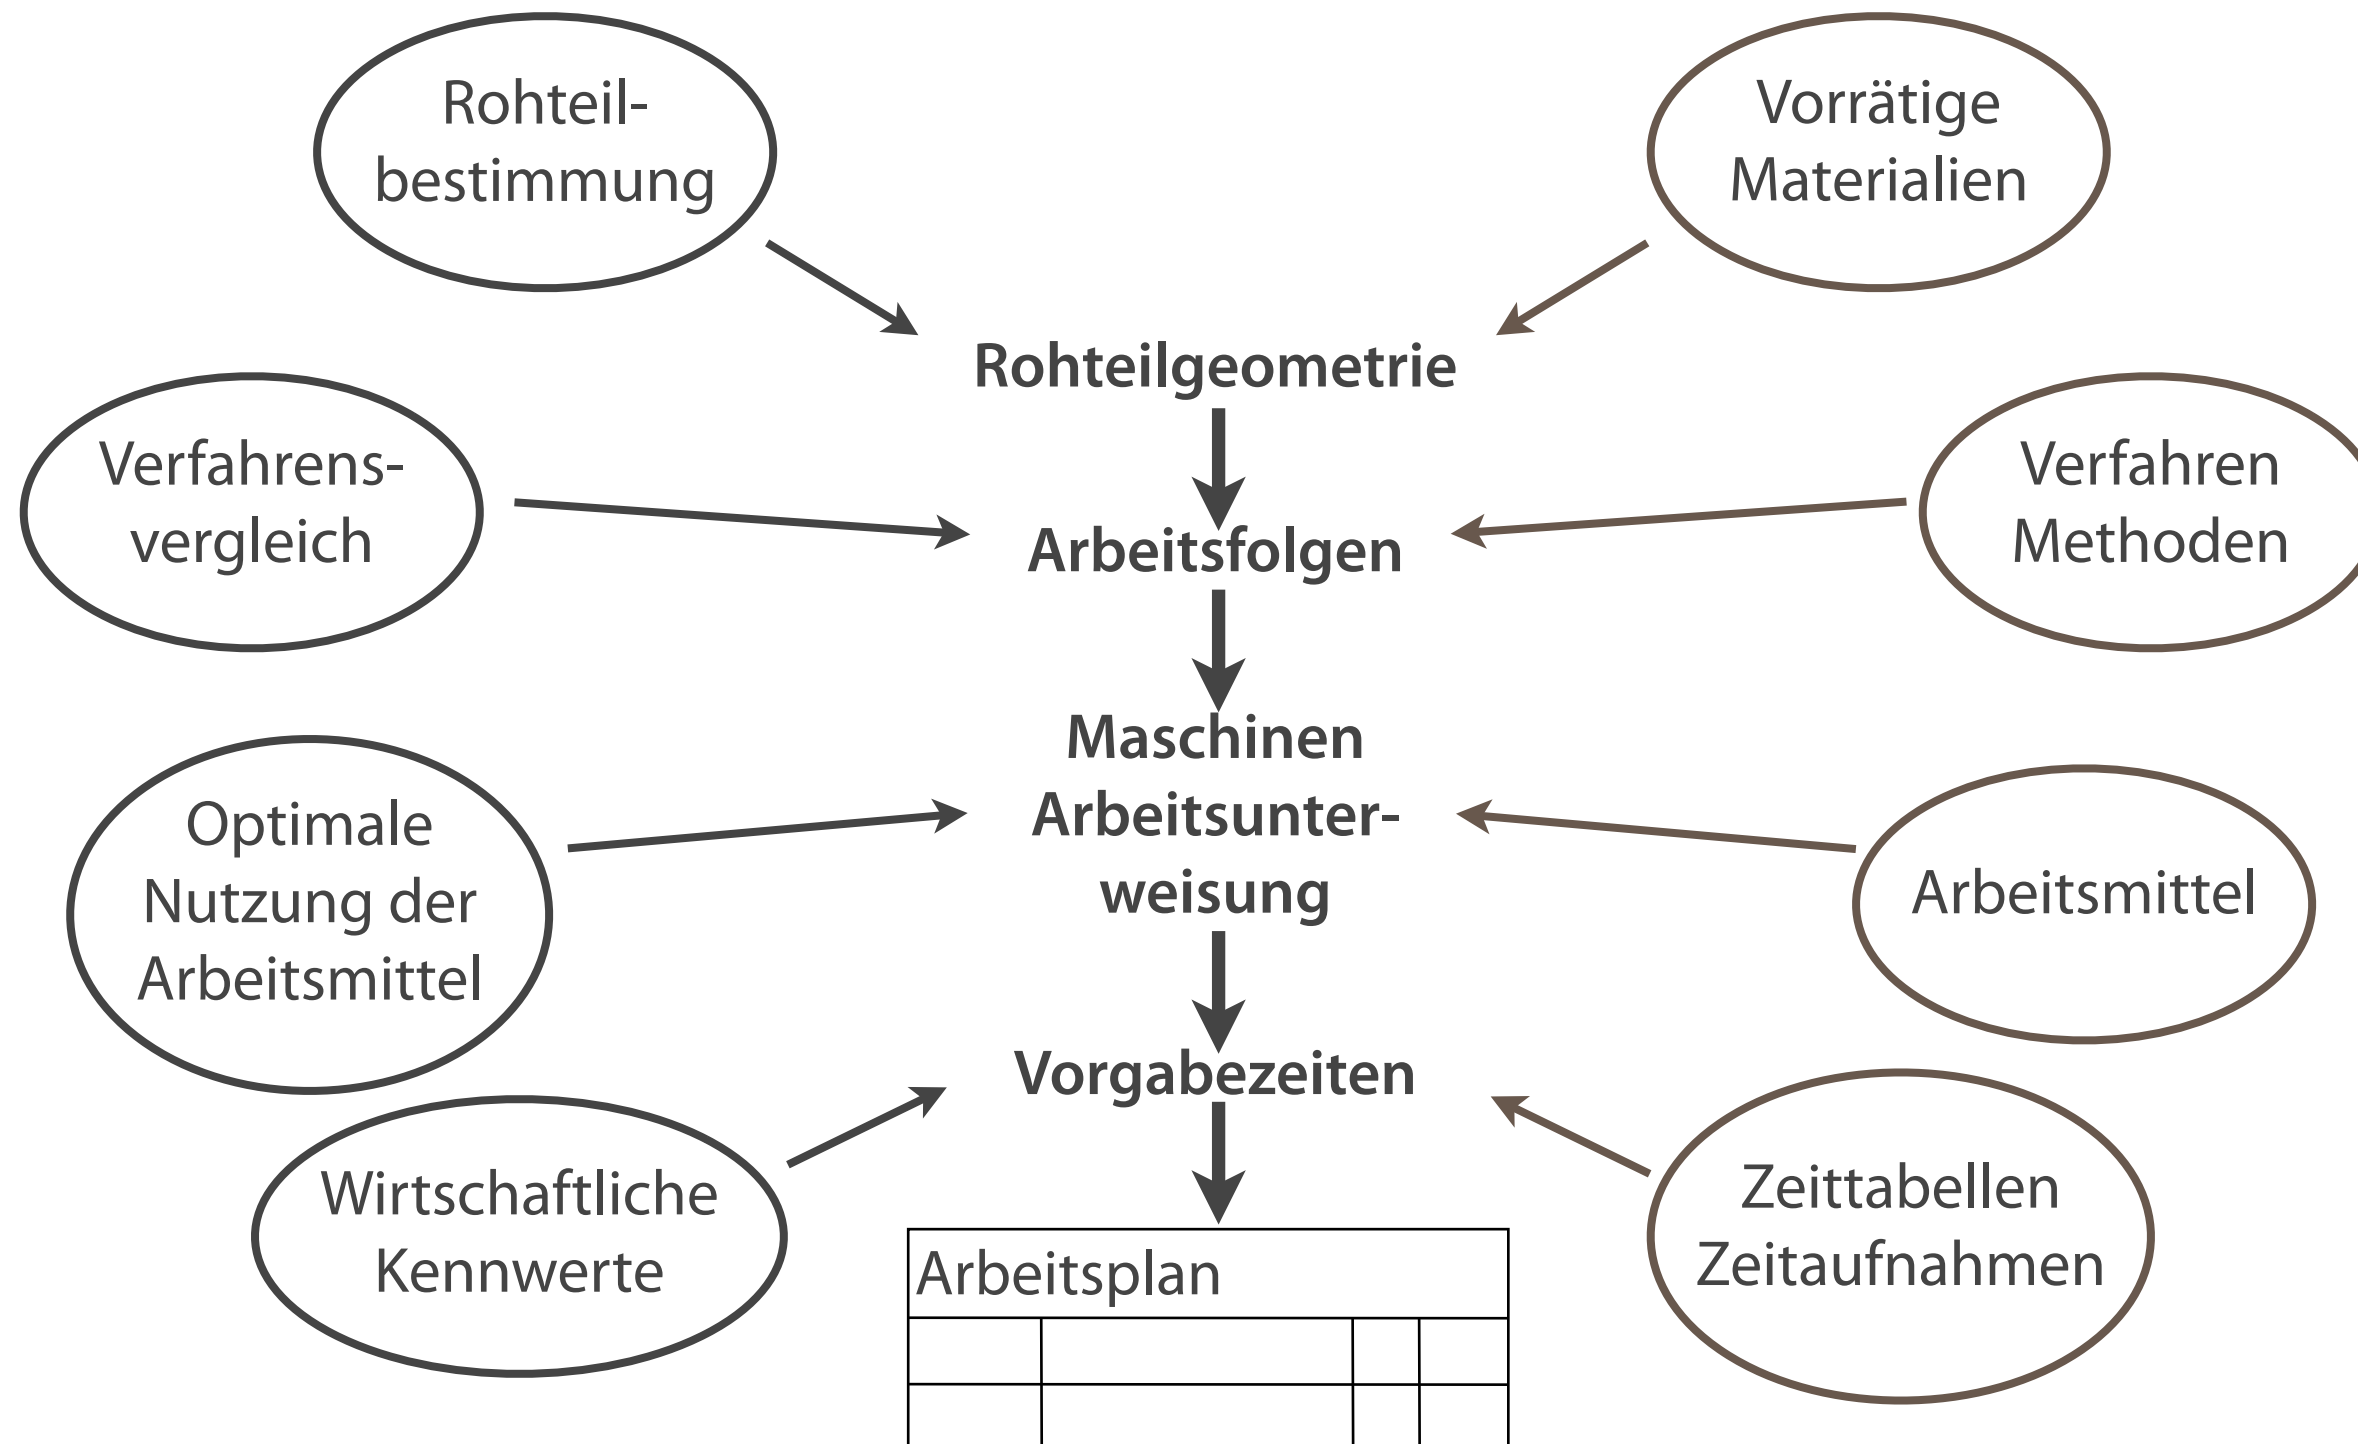 Rohteil-
bestimmung
Vorrätige
Materialien
Rohteilgeometrie
Verfahrens-
vergleich
Verfahren
Methoden
Arbeitsfolgen
Maschinen
Arbeitsunter-
weisung
Optimale
Nutzung der
Arbeitsmittel
Arbeitsmittel
Vorgabezeiten
Wirtschaftliche
Kennwerte
Zeittabellen
Zeitaufnahmen
Arbeitsplan